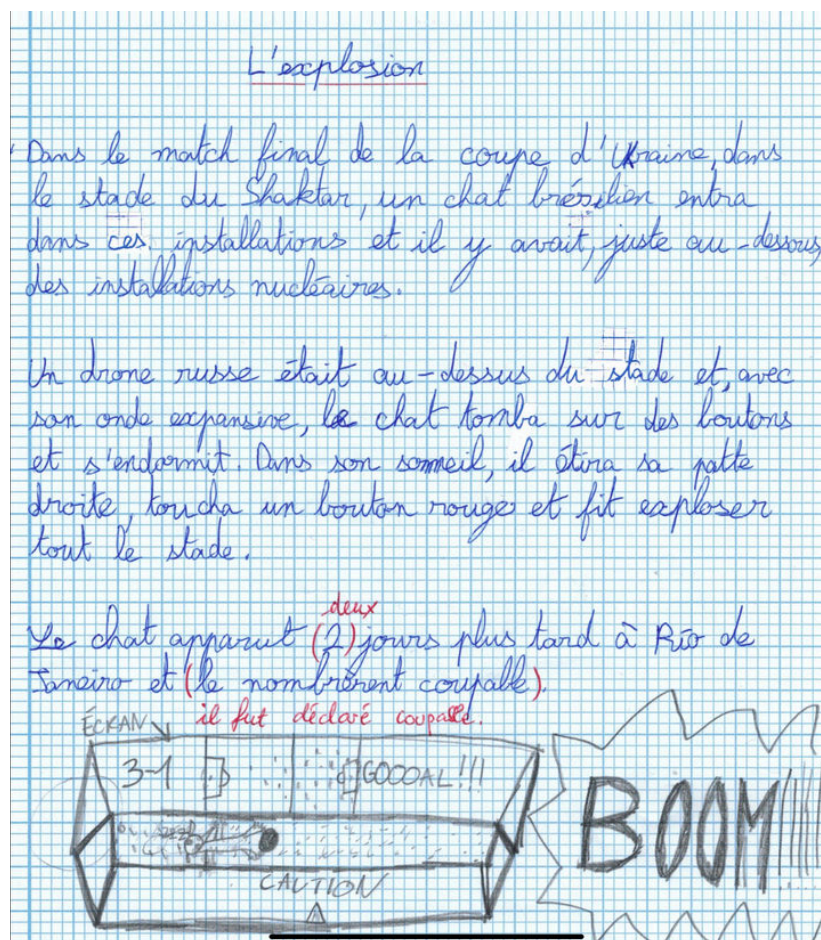 L'explosion
Dans le match final de la coupe d'Ukraine, dans
le stade du Shaktar, un chat brésilien entra
dans ces installations et il y avait, juste au-dessous,
des installations nucléaires.
Un drone russe était au-dessus du stade et, avec
son onde expansive, le chat tomba sur des boutons
et s'endormit. Dans son sommeil, il étira sa patte
droite, toucha un bouton rouge et fit exploser
tout le stade.
deux
Le chat apparut (2) jours plus tard à Río de
Janeiro et (le nombrèrent coupable).
il fut déclaré coupable.
ÉCRAN
3-1 GOOOAL!!!
CAUTION
BOOM!!!!